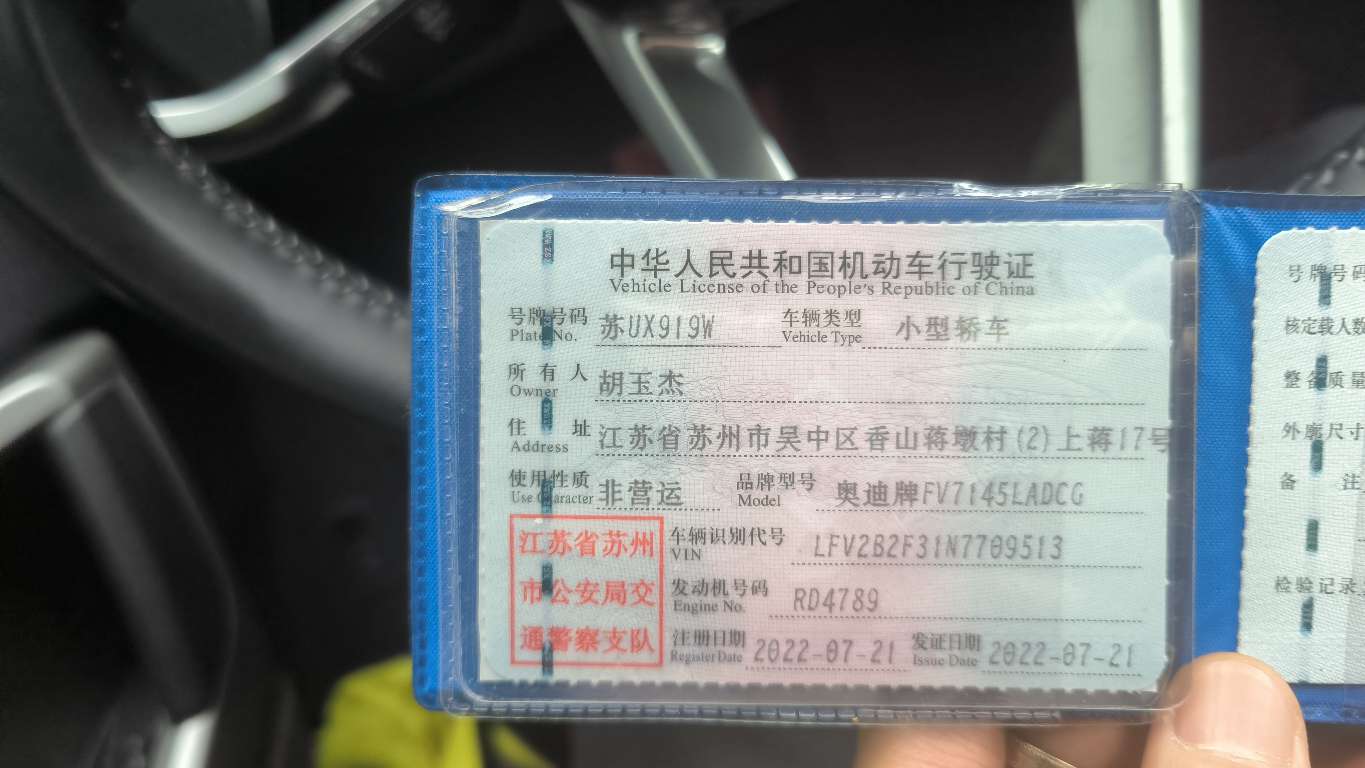 中华人民共和国机动车行驶证
Vehicle License of the People's Republic of China
号牌号码 苏UX919W 车辆类型 小型轿车
Plate No. Vehicle Type
所有人 胡玉杰
Owner
住址 江苏省苏州市吴中区香山蒋墩村(2)上蒋17号
Address
使用性质 非营运 品牌型号 奥迪牌FV7145LADCG
Use Character Model
江苏省苏州
市公安局交
通警察支队
车辆识别代号 LFV2B2F31N7709513
VIN
发动机号码 RD4789
Engine No.
注册日期 2022-07-21 发证日期 2022-07-21
Register Date Issue Date
号牌号码
核定载人数
整备质量
外廓尺寸
备注
检验记录